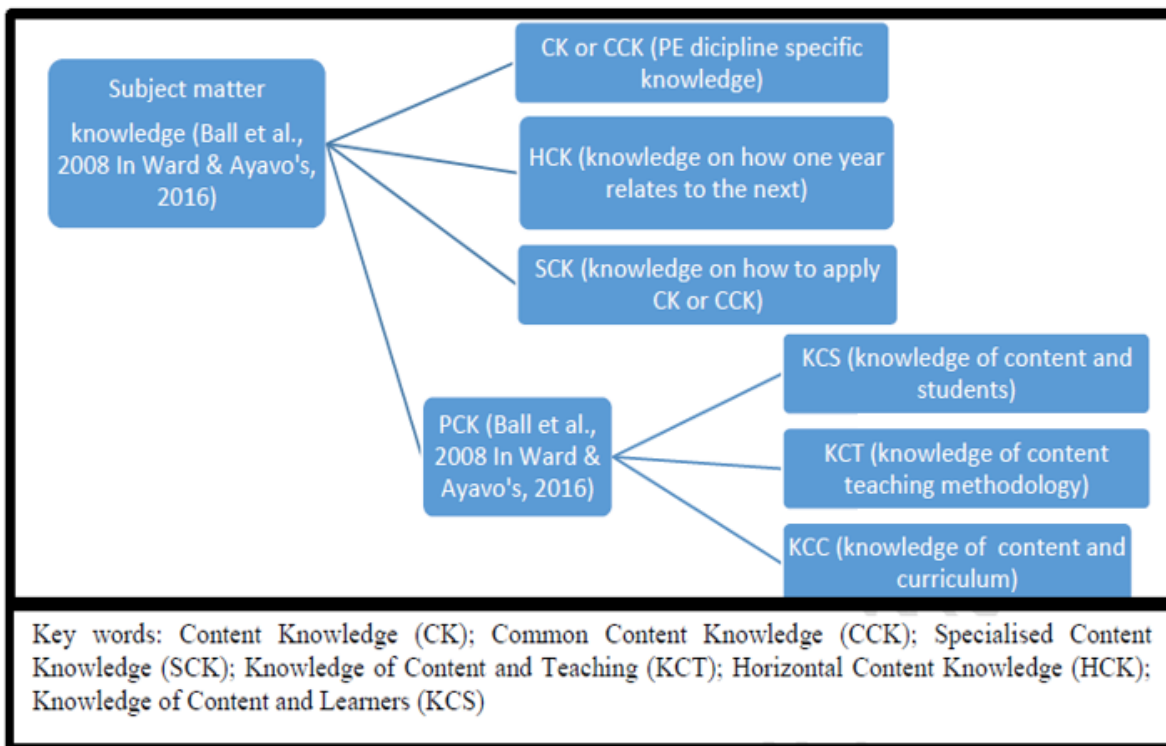 Subject matter
knowledge (Ball et al.,
2008 In Ward & Ayavo's,
2016)
CK or CCK (PE dicipline specific
knowledge)
HCK (knowledge on how one year
relates to the next)
SCK (knowledge on how to apply
CK or CCK)
PCK (Ball et al.,
2008 In Ward &
Ayavo's, 2016)
KCS (knowledge of content and
students)
KCT (knowledge of content
teaching methodology)
KCC (knowledge of content and
curriculum)
Key words: Content Knowledge (CK); Common Content Knowledge (CCK); Specialised Content
Knowledge (SCK); Knowledge of Content and Teaching (KCT); Horizontal Content Knowledge (HCK);
Knowledge of Content and Learners (KCS)